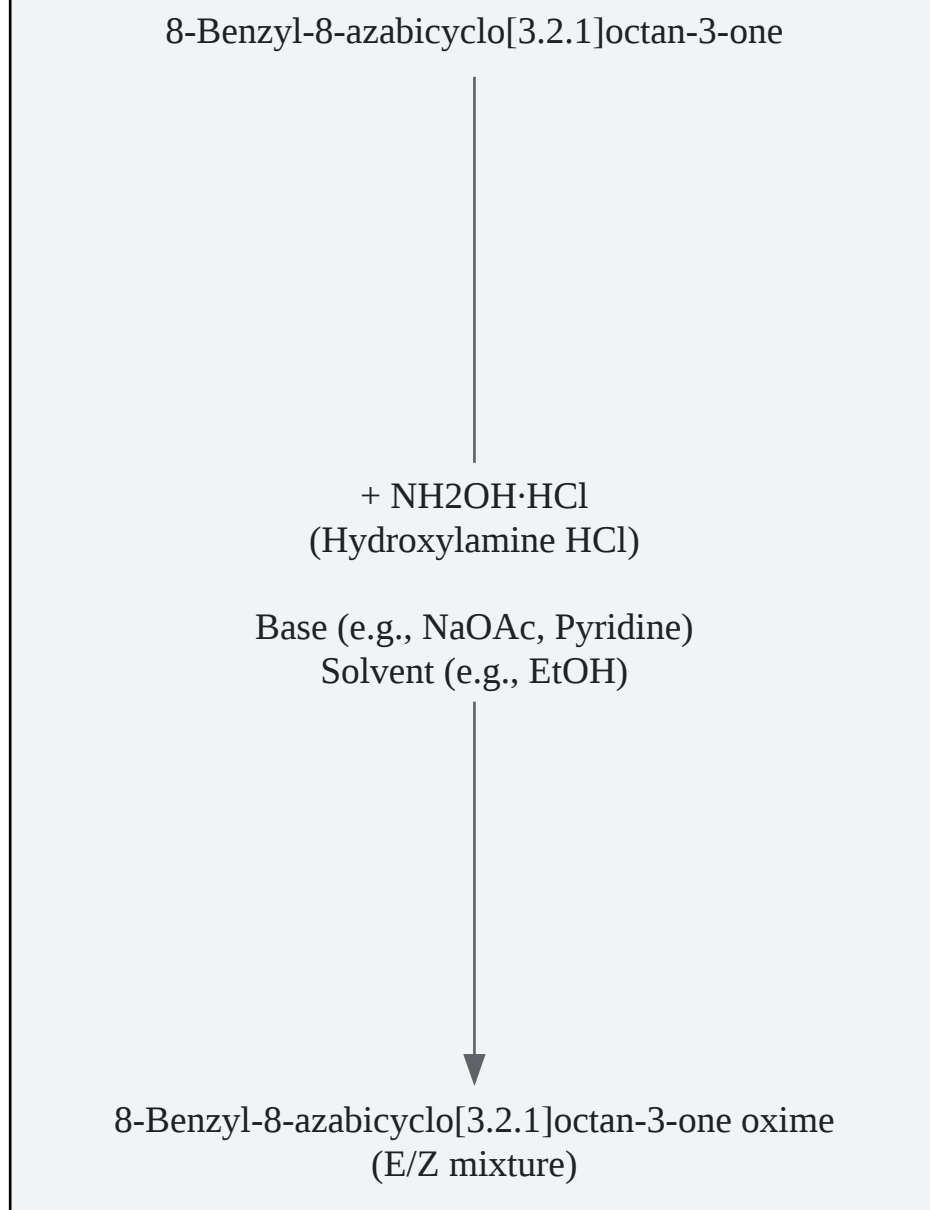 8-Benzyl-8-azabicyclo[3.2.1]octan-3-one
+ NH2OH·HCl
(Hydroxylamine HCl)
Base (e.g., NaOAc, Pyridine)
Solvent (e.g., EtOH)
8-Benzyl-8-azabicyclo[3.2.1]octan-3-one oxime
(E/Z mixture)